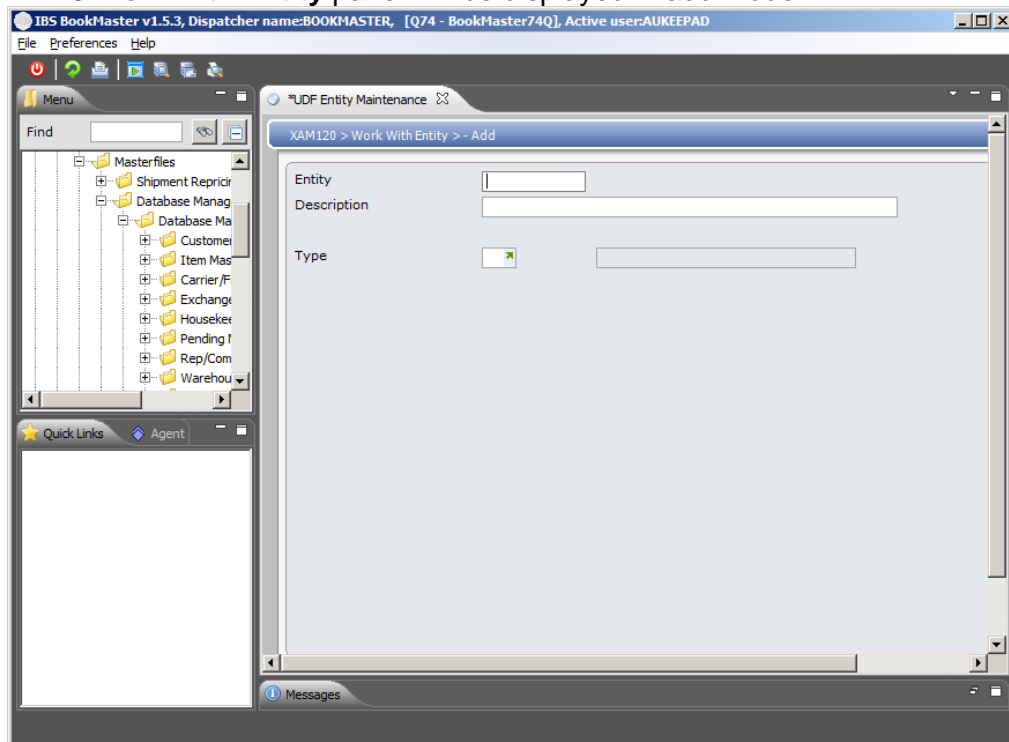 IBS BookMaster v1.5.3, Dispatcher name:BOOKMASTER, [Q74 - BookMaster74Q], Active user:AUKEEPAD
File Preferences Help
Menu
*UDF Entity Maintenance
Find
XAM120 > Work With Entity > - Add
Masterfiles
Shipment Repricin
Database Manag
Database Ma
Customer
Item Mas
Carrier/F
Exchange
Housekee
Pending
Rep/Com
Warehou
Entity
Description
Type
Quick Links
Agent
Messages